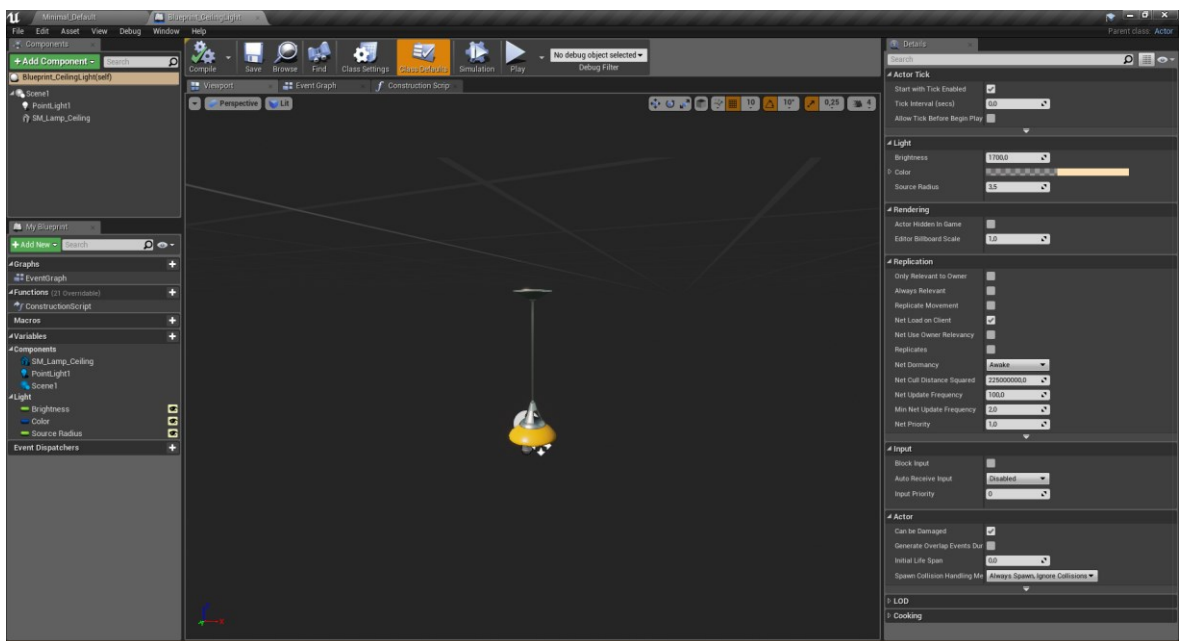 Minimal_Default
Blueprint_CeilingLight
File Edit Asset View Debug Window Help
Parent class: Actor
Components
+Add Component
Search
Blueprint_CeilingLight(self)
Scene1
PointLight1
SM_Lamp_Ceiling
My Blueprint
+Add New
Search
Graphs
EventGraph
Functions (21 Overridable)
ConstructionScript
Macros
Variables
Components
SM_Lamp_Ceiling
PointLight1
Scene1
Light
Brightness
Color
Source Radius
Event Dispatchers
Compile
Save
Browse
Find
Class Settings
Class Defaults
Simulation
Play
No debug object selected
Debug Filter
Viewport
Event Graph
Construction Scrip
Perspective
Lit
10
10°
0,25
4
Details
Search
Actor Tick
Start with Tick Enabled
Tick Interval (secs) 0,0
Allow Tick Before Begin Play
Light
Brightness 1700,0
Color
Source Radius 3,5
Rendering
Actor Hidden In Game
Editor Billboard Scale 1,0
Replication
Only Relevant to Owner
Always Relevant
Replicate Movement
Net Load on Client
Net Use Owner Relevancy
Replicates
Net Dormancy Awake
Net Cull Distance Squared 225000000,0
Net Update Frequency 100,0
Min Net Update Frequency 2,0
Net Priority 1,0
Input
Block Input
Auto Receive Input Disabled
Input Priority 0
Actor
Can be Damaged
Generate Overlap Events Dur
Initial Life Span 0,0
Spawn Collision Handling Me Always Spawn, Ignore Collisions
LOD
Cooking